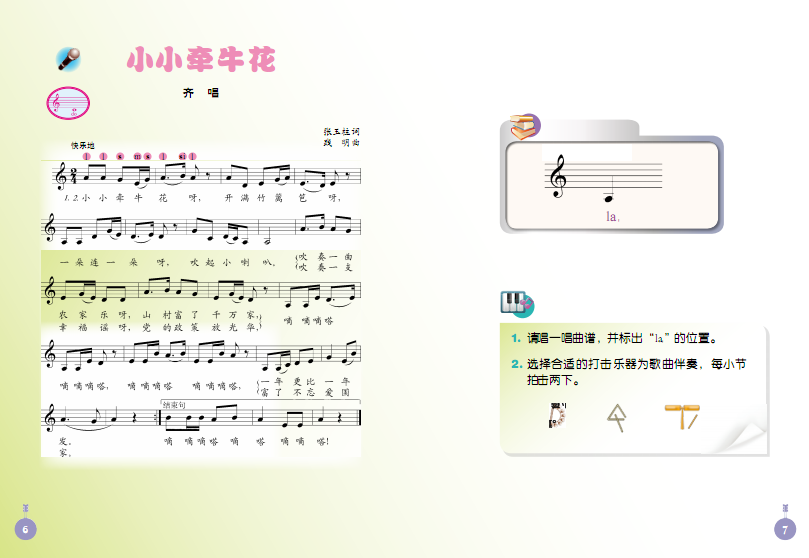 小小牵牛花
齐 唱
张玉柱词
践 明曲
快乐地
l l s m s l si l
1. 2. 小 小 牵 牛 花 呀， 开 满 竹 篱 笆 呀，
一 朵 连 一 朵 呀， 吹 起 小 喇 叭。 吹 奏 一 曲
吹 奏 一 支
农 家 乐 呀， 山 村 富 了 千 万 家， 嘀 嘀 嘀嗒
幸 福 谣 呀， 党 的 政 策 放 光 华，
嘀 嘀嘀嗒， 嘀嘀嘀嗒 嘀嘀嘀嗒， 一 年 更 比 一 年
富 了 不 忘 爱 国
结束句
发。 嘀 嘀嘀嗒 嘀 嗒 嘀 嘀 嗒！
家。
la
1. 请唱一唱曲谱，并标出“la”的位置。
2. 选择合适的打击乐器为歌曲伴奏，每小节
拍击两下。
6
7